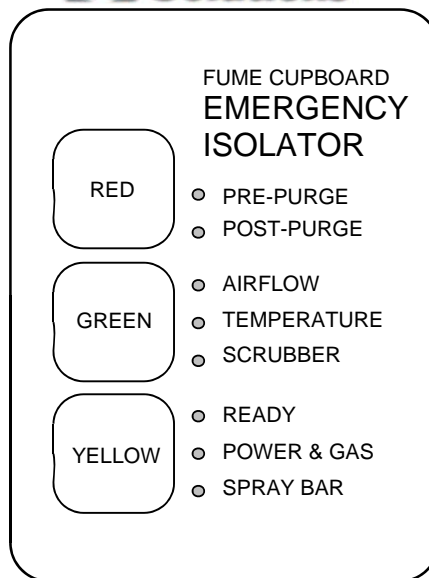 FUME CUPBOARD
EMERGENCY
ISOLATOR
RED
PRE-PURGE
POST-PURGE
GREEN
AIRFLOW
TEMPERATURE
SCRUBBER
YELLOW
READY
POWER & GAS
SPRAY BAR